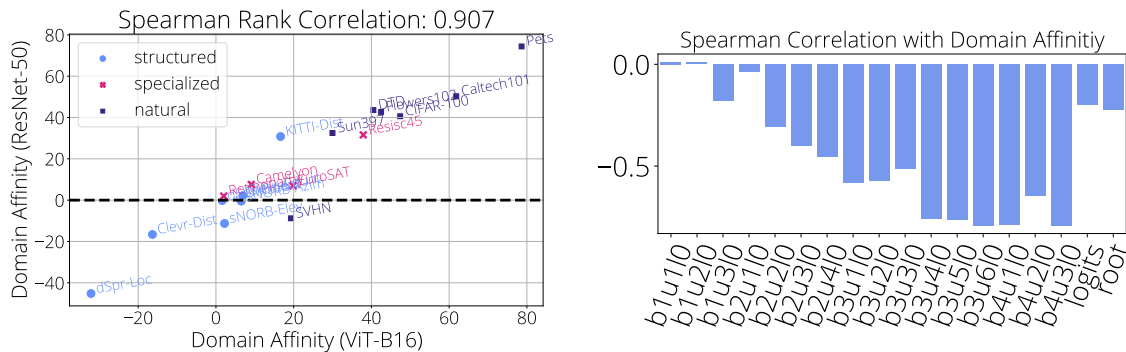 Spearman Rank Correlation: 0.907
Domain Affinity (ResNet-50)
80
60
40
20
0
−20
−40
structured
specialized
natural
Pets
Caltech101
Flowers102
DTD
CIFAR-100
Sun397
Resisc45
KITTI-Dist
Camelyon
EuroSAT
SVHN
sNORB-Elev
Clevr-Dist
dSpr-Loc
−20
0
20
40
60
80
Domain Affinity (ViT-B16)
Spearman Correlation with Domain Affinitiy
0.0
−0.5
b1u1l0
b1u2l0
b1u3l0
b2u1l0
b2u2l0
b2u3l0
b2u4l0
b3u1l0
b3u2l0
b3u3l0
b3u4l0
b3u5l0
b3u6l0
b4u1l0
b4u2l0
b4u3l0
logits
root